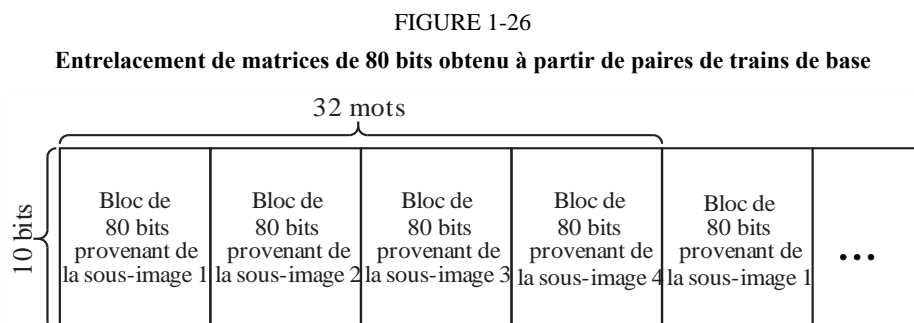 FIGURE 1-26
Entrelacement de matrices de 80 bits obtenu à partir de paires de trains de base
32 mots
10 bits
Bloc de
80 bits
provenant de
la sous-image 1
Bloc de
80 bits
provenant de
la sous-image 2
Bloc de
80 bits
provenant de
la sous-image 3
Bloc de
80 bits
provenant de
la sous-image 4
Bloc de
80 bits
provenant de
la sous-image 1
...